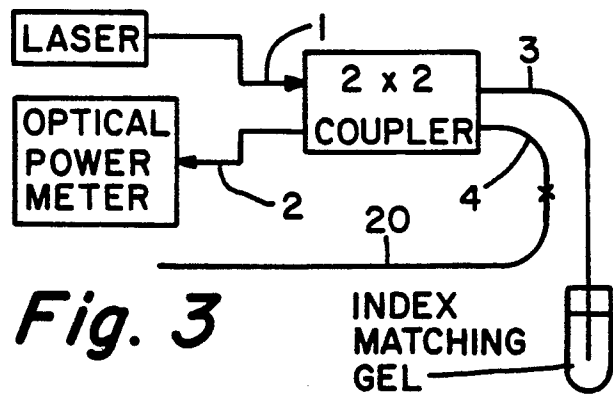 LASER
1
2 x 2
COUPLER
3
OPTICAL
POWER
METER
2
4
20
Fig. 3
INDEX
MATCHING
GEL